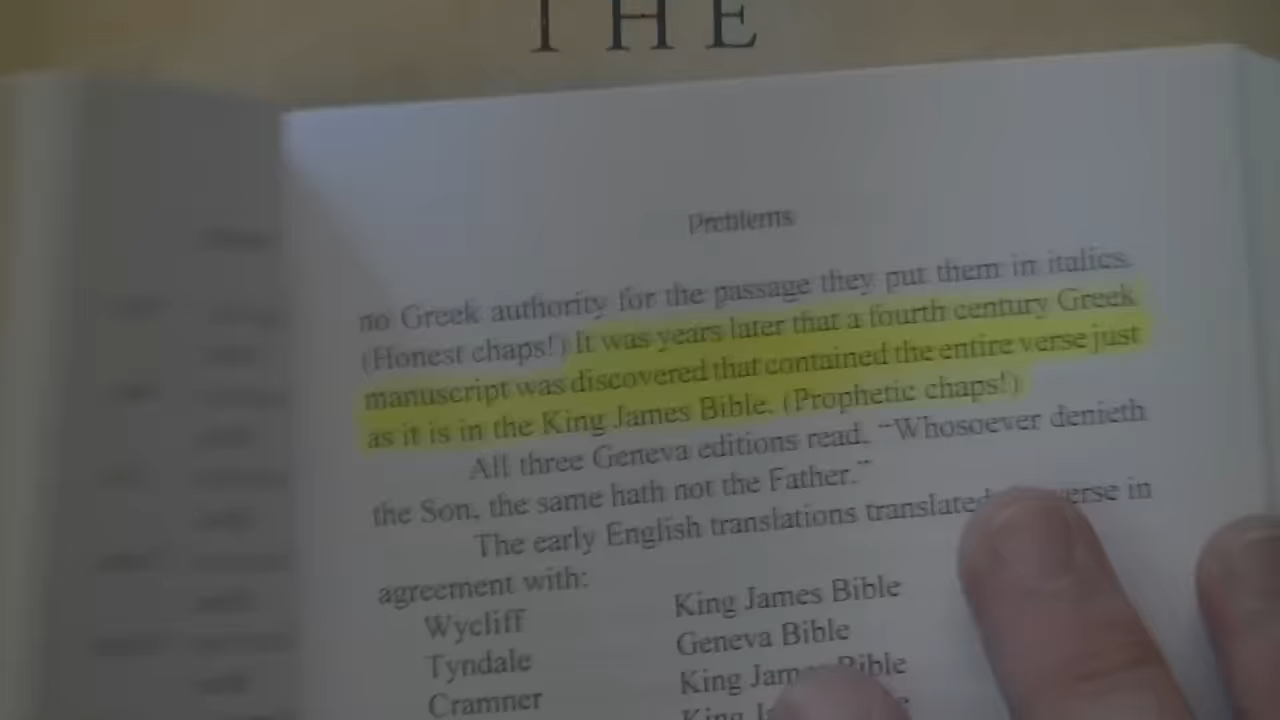 THE
Problems
no Greek authority for the passage they put them in italics.
(Honest chaps!) It was years later that a fourth century Greek
manuscript was discovered that contained the entire verse just
as it is in the King James Bible. (Prophetic chaps!)
All three Geneva editions read, "Whosoever denieth
the Son, the same hath not the Father."
The early English translations translated verse in
agreement with:
Wycliff King James Bible
Tyndale Geneva Bible
Cramner King James Bible
King